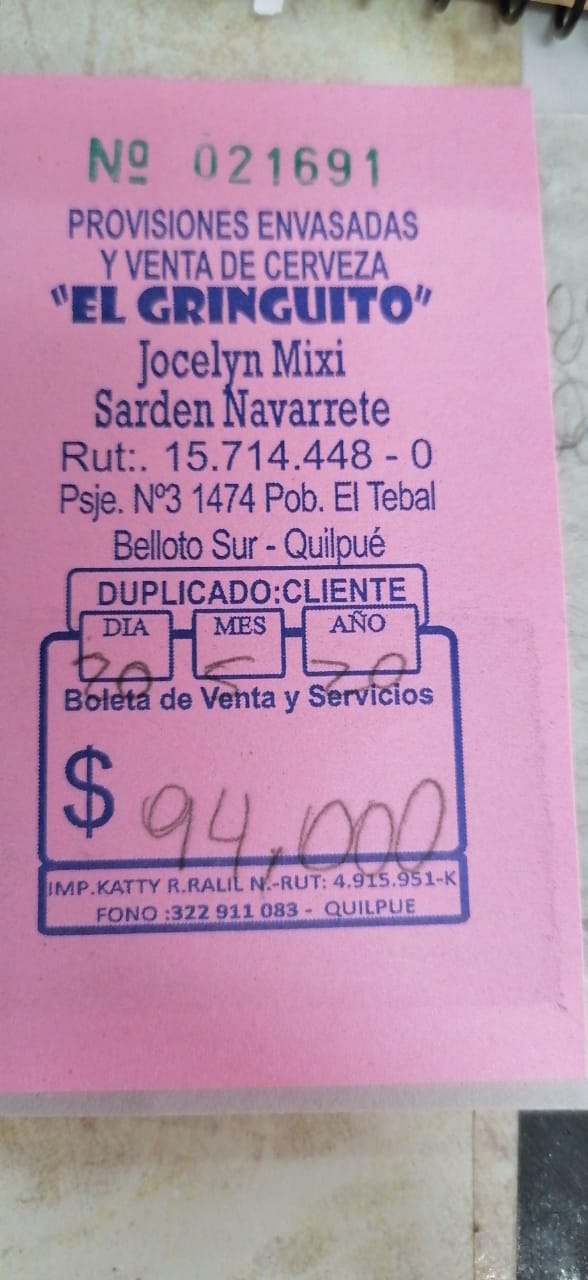 Nº 021691
PROVISIONES ENVASADAS
Y VENTA DE CERVEZA
"EL GRINGUITO"
Jocelyn Mixi
Sarden Navarrete
Rut:. 15.714.448 - 0
Psje. Nº3 1474 Pob. El Tebal
Belloto Sur - Quilpué
DUPLICADO:CLIENTE
DIA MES AÑO
20 5 20
Boleta de Venta y Servicios
$ 94,000
IMP.KATTY R.RALIL N.-RUT: 4.915.951-K
FONO :322 911 083 - QUILPUE